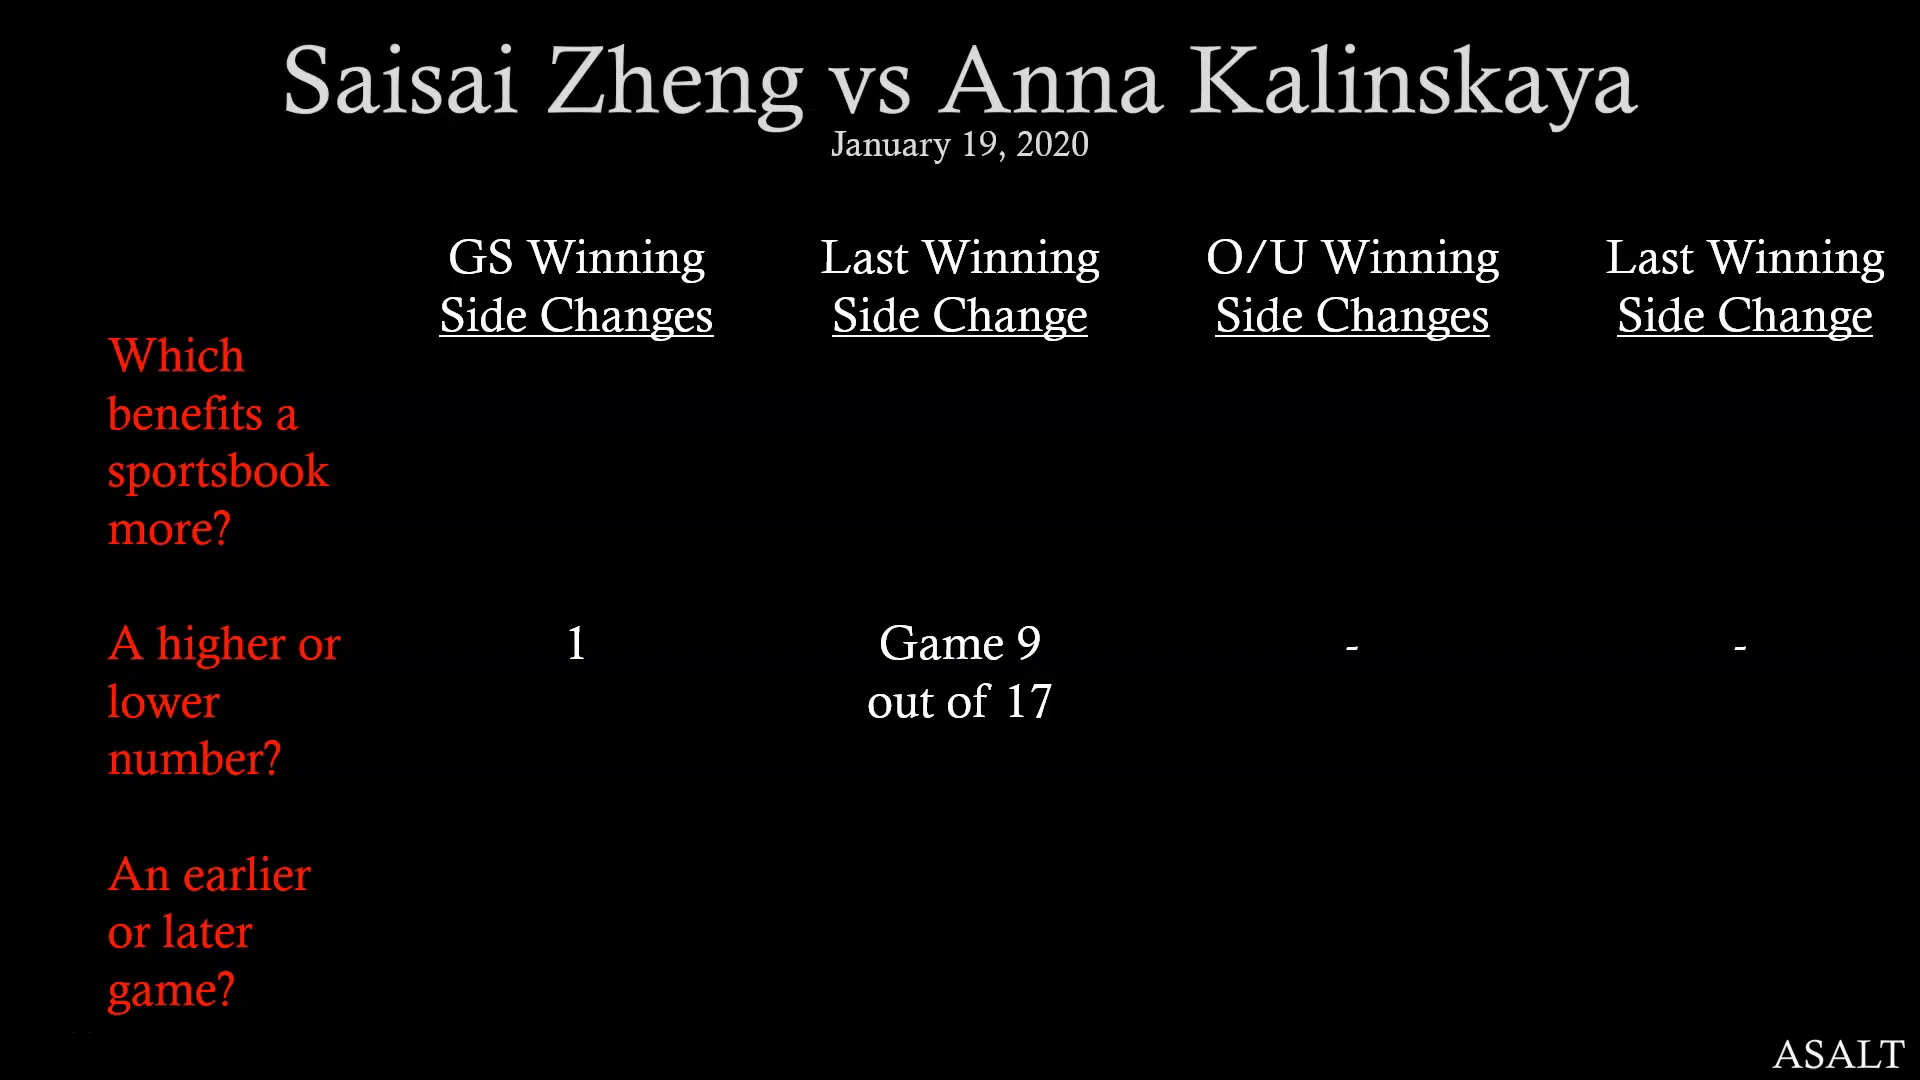 Saisai Zheng vs Anna Kalinskaya
January 19, 2020
GS Winning
Side Changes
Last Winning
Side Change
O/U Winning
Side Changes
Last Winning
Side Change
Which
benefits a
sportsbook
more?
A higher or
lower
number?
1
Game 9
out of 17
-
-
An earlier
or later
game?
ASALT